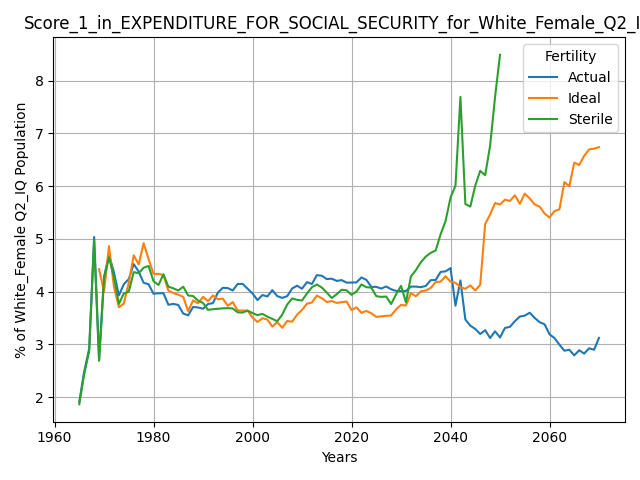 Score_1_in_EXPENDITURE_FOR_SOCIAL_SECURITY_for_White_Female_Q2_I
Fertility
Actual
Ideal
Sterile
% of White_Female Q2_IQ Population
8
7
6
5
4
3
2
1960 1980 2000 2020 2040 2060
Years